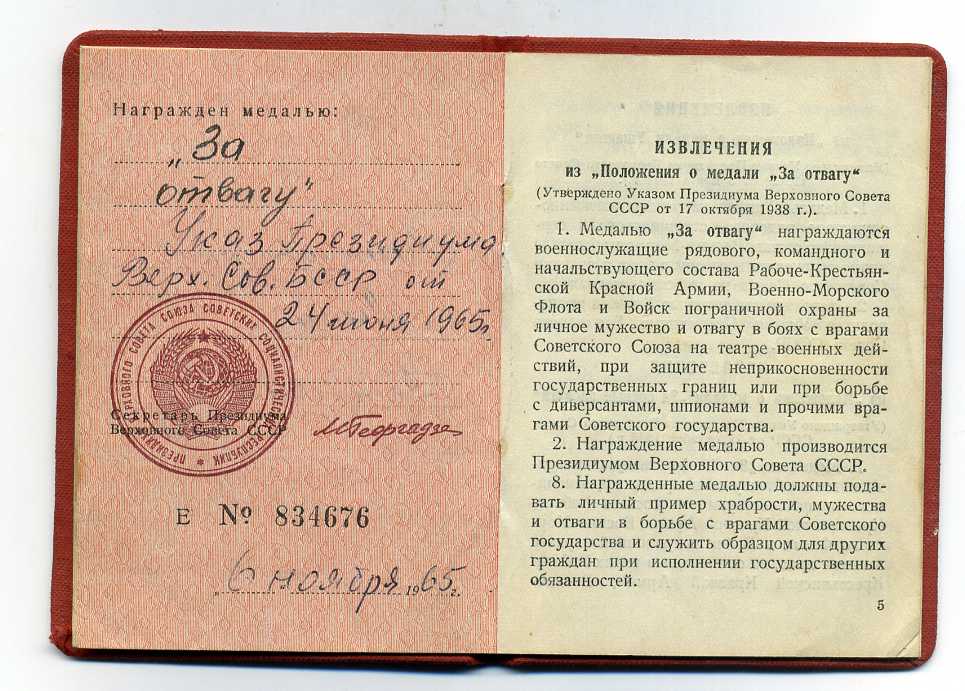 Награжден медалью:
„За
отвагу“
Указ Президиума
Верх. Сов. БССР от
24 июня 1965 г.
Секретарь Президиума
Верховного Совета СССР
М Георгадзе
Е № 834676
6 ноября 1965 г.
ИЗВЛЕЧЕНИЯ
из „Положения о медали „За отвагу“
(Утверждено Указом Президиума Верховного Совета
СССР от 17 октября 1938 г.).
1. Медалью „За отвагу“ награждаются
военнослужащие рядового, командного и
начальствующего состава Рабоче-Крестьян-
ской Красной Армии, Военно-Морского
Флота и Войск пограничной охраны за
личное мужество и отвагу в боях с врагами
Советского Союза на театре военных дей-
ствий, при защите неприкосновенности
государственных границ или при борьбе
с диверсантами, шпионами и прочими вра-
гами Советского государства.
2. Награждение медалью производится
Президиумом Верховного Совета СССР.
8. Награжденные медалью должны пода-
вать личный пример храбрости, мужества
и отваги в борьбе с врагами Советского
государства и служить образцом для других
граждан при исполнении государственных
обязанностей.
5